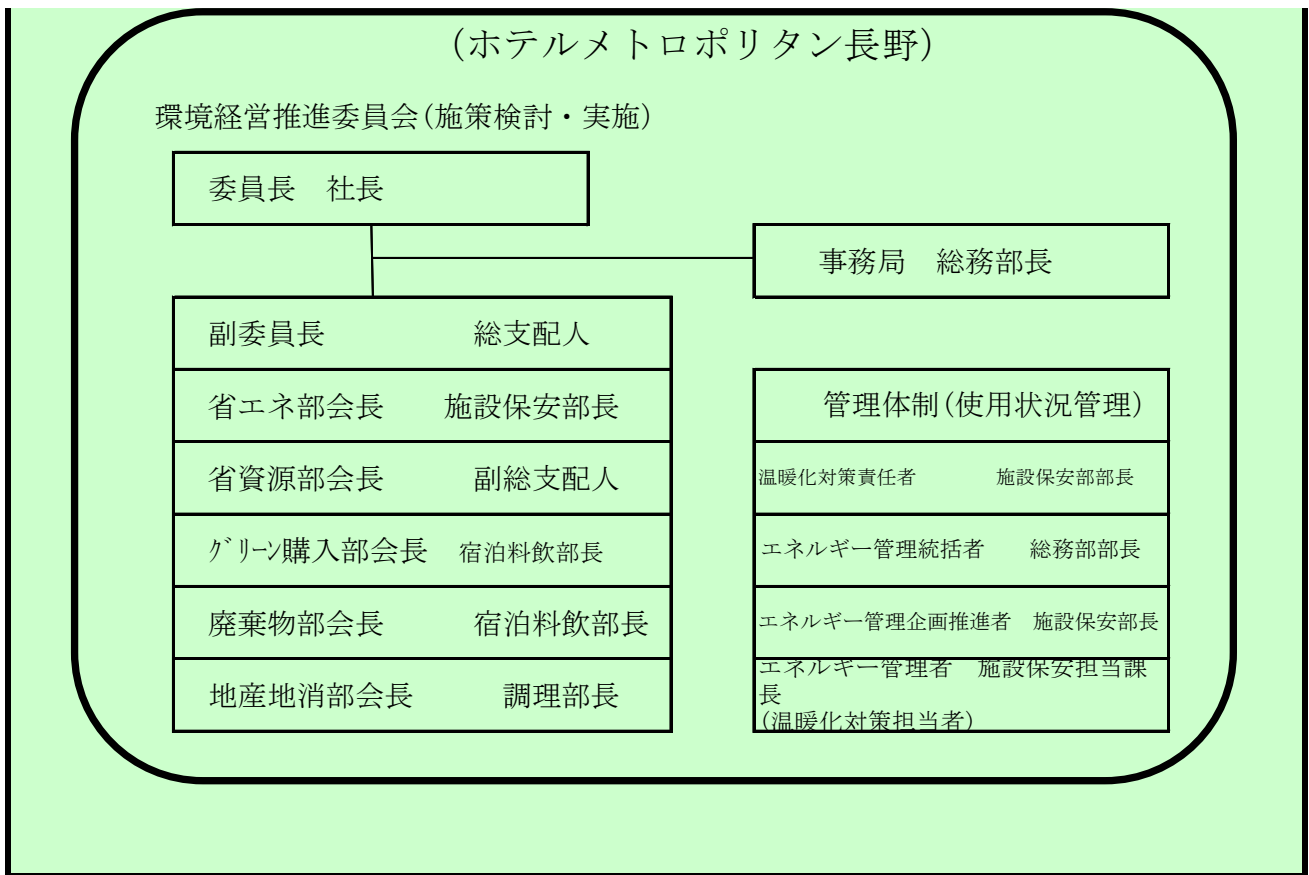 (ホテルメトロポリタン長野)
環境経営推進委員会(施策検討・実施)
委員長　社長
事務局　総務部長
副委員長　総支配人
省エネ部会長　施設保安部長
省資源部会長　副総支配人
ｸﾞﾘｰﾝ購入部会長　宿泊料飲部長
廃棄物部会長　宿泊料飲部長
地産地消部会長　調理部長
管理体制(使用状況管理)
温暖化対策責任者　施設保安部部長
エネルギー管理統括者　総務部部長
エネルギー管理企画推進者　施設保安部長
エネルギー管理者　施設保安担当課
長
(温暖化対策担当者)